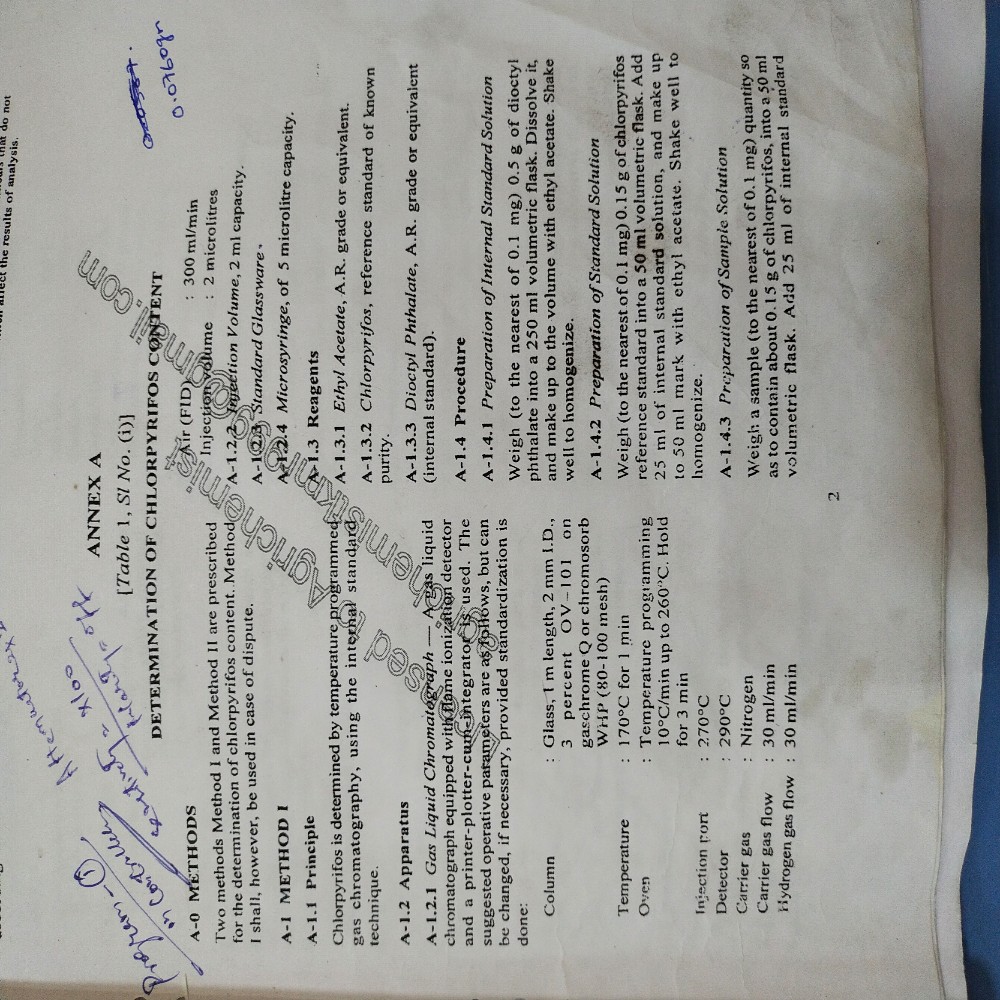 affect the results of analysis.
0.0760gr
Attenuation
Program - ①
ANNEX A
[Table 1, Sl No. (i)]
DETERMINATION OF CHLORPYRIFOS CONTENT
A-0 METHODS
Two methods Method I and Method II are prescribed
for the determination of chlorpyrifos content. Method
I shall, however, be used in case of dispute.
A-1 METHOD I
A-1.1 Principle
Chlorpyrifos is determined by temperature programmed
gas chromatography, using the internal standard
technique.
A-1.2 Apparatus
A-1.2.1 Gas Liquid Chromatograph — A gas liquid
chromatograph equipped with flame ionization detector
and a printer-plotter-cum-integrator is used. The
suggested operative parameters are as follows, but can
be changed, if necessary, provided standardization is
done:
Column : Glass, 1 m length, 2 mm I.D.,
3 percent OV-101 on
gaschrome Q or chromosorb
WHP (80-100 mesh)
Temperature : 170°C for 1 min
Oven : Temperature programming
10°C/min up to 260°C. Hold
for 3 min
Injection port : 270°C
Detector : 290°C
Carrier gas : Nitrogen
Carrier gas flow : 30 ml/min
Hydrogen gas flow : 30 ml/min
Air (FID) : 300 ml/min
Injection volume : 2 microlitres
A-1.2.2 Injection Volume, 2 ml capacity.
A-1.2.3 Standard Glassware.
A-1.2.4 Microsyringe, of 5 microlitre capacity.
A-1.3 Reagents
A-1.3.1 Ethyl Acetate, A.R. grade or equivalent.
A-1.3.2 Chlorpyrifos, reference standard of known
purity.
A-1.3.3 Dioctyl Phthalate, A.R. grade or equivalent
(internal standard).
A-1.4 Procedure
A-1.4.1 Preparation of Internal Standard Solution
Weigh (to the nearest of 0.1 mg) 0.5 g of dioctyl
phthalate into a 250 ml volumetric flask. Dissolve it,
and make up to the volume with ethyl acetate. Shake
well to homogenize.
A-1.4.2 Preparation of Standard Solution
Weigh (to the nearest of 0.1 mg) 0.15 g of chlorpyrifos
reference standard into a 50 ml volumetric flask. Add
25 ml of internal standard solution, and make up
to 50 ml mark with ethyl acetate. Shake well to
homogenize.
A-1.4.3 Preparation of Sample Solution
Weigh a sample (to the nearest of 0.1 mg) quantity so
as to contain about 0.15 g of chlorpyrifos, into a 50 ml
volumetric flask. Add 25 ml of internal standard
2